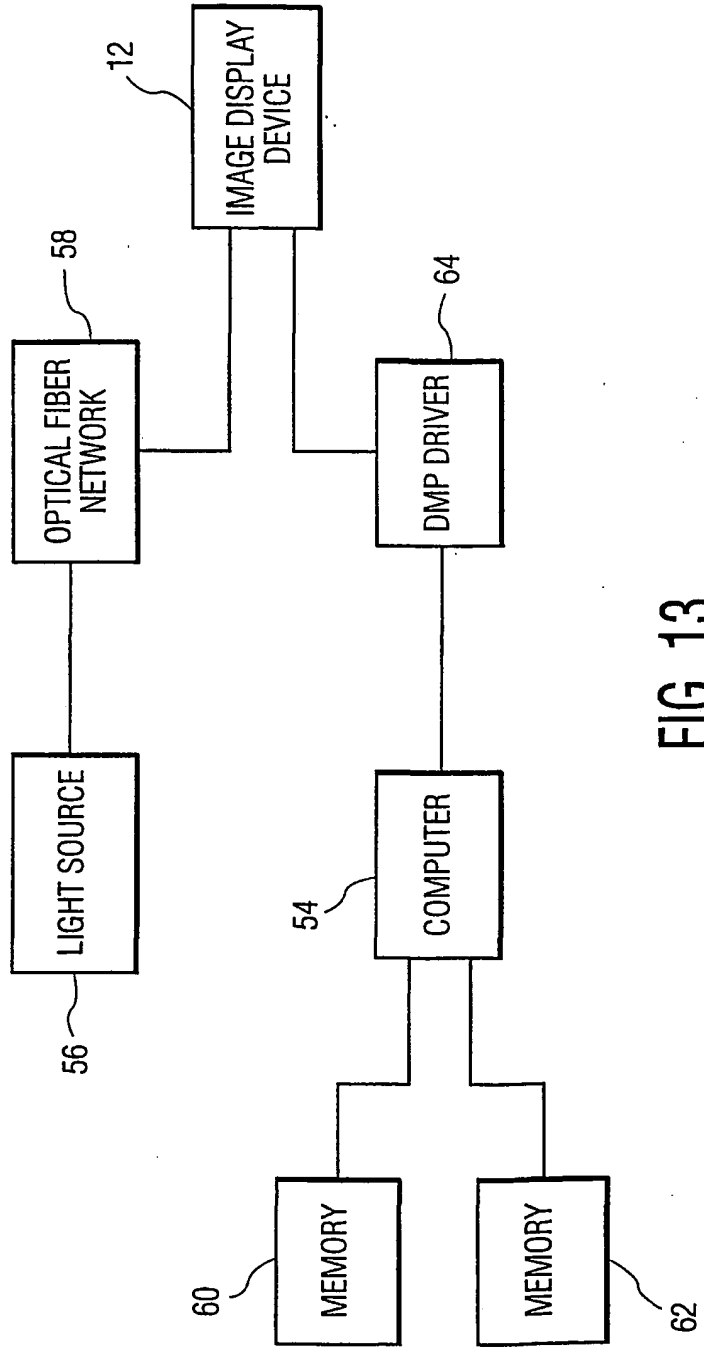 12
IMAGE DISPLAY
DEVICE
58
OPTICAL FIBER
NETWORK
64
DMP DRIVER
LIGHT SOURCE
56
54
COMPUTER
60
MEMORY
MEMORY
62
FIG. 13